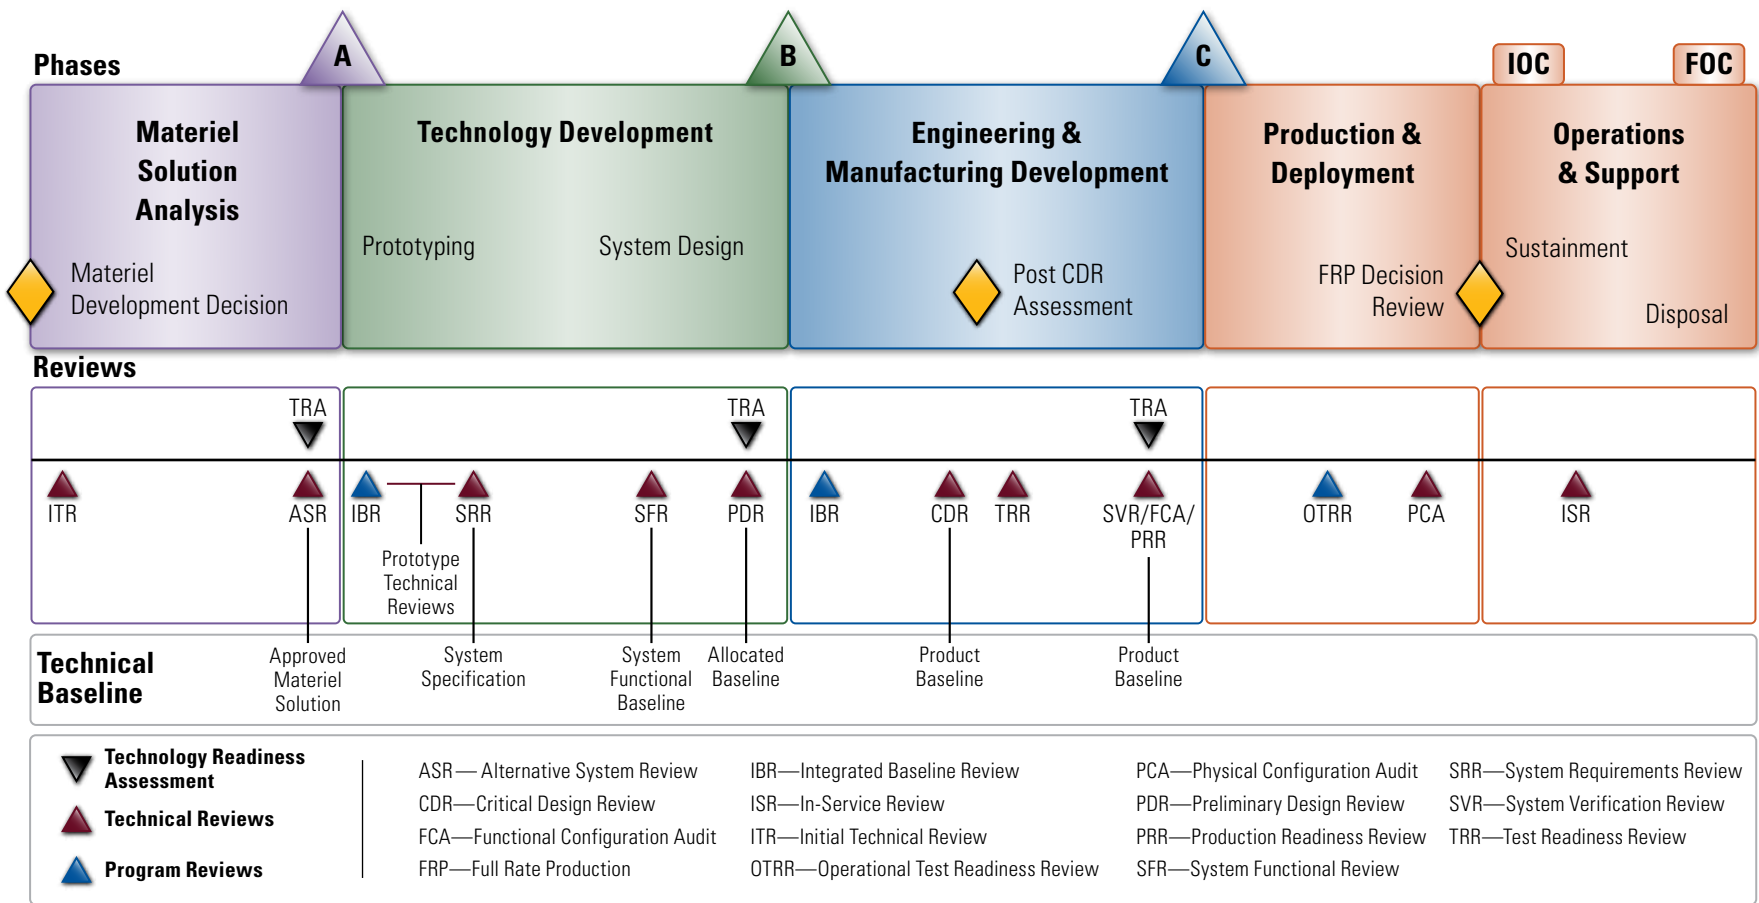 A
B
C
IOC
FOC
Phases
Materiel
Solution
Analysis
Technology Development
Engineering &
Manufacturing Development
Production &
Deployment
Operations
& Support
Prototyping
System Design
Materiel
Development Decision
Post CDR
Assessment
FRP Decision
Review
Sustainment
Disposal
Reviews
TRA
TRA
TRA
ITR
ASR
IBR
SRR
SFR
PDR
IBR
CDR
TRR
SVR/FCA/
PRR
OTRR
PCA
ISR
Prototype
Technical
Reviews
Technical
Baseline
Approved
Materiel
Solution
System
Specification
System
Functional
Baseline
Allocated
Baseline
Product
Baseline
Product
Baseline
Technology Readiness
Assessment
Technical Reviews
Program Reviews
ASR — Alternative System Review
CDR—Critical Design Review
FCA—Functional Configuration Audit
FRP—Full Rate Production
IBR—Integrated Baseline Review
ISR—In-Service Review
ITR—Initial Technical Review
OTRR—Operational Test Readiness Review
PCA—Physical Configuration Audit
PDR—Preliminary Design Review
PRR—Production Readiness Review
SFR—System Functional Review
SRR—System Requirements Review
SVR—System Verification Review
TRR—Test Readiness Review